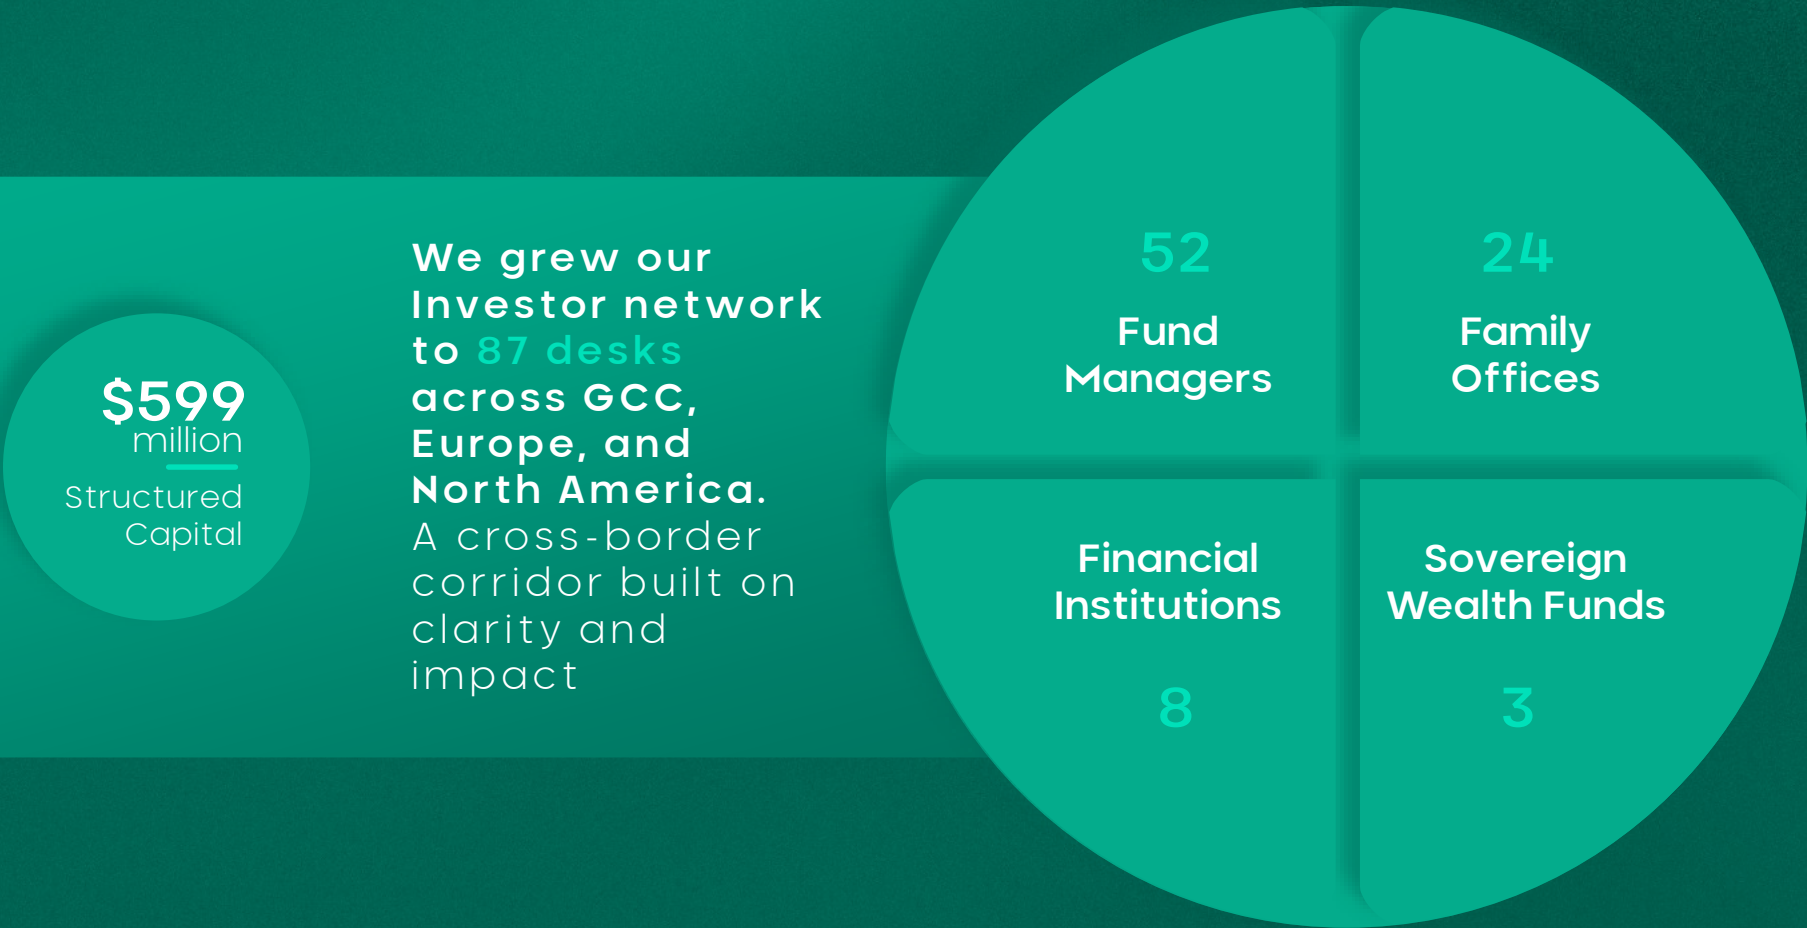 $599
million
Structured
Capital
We grew our
Investor network
to 87 desks
across GCC,
Europe, and
North America.
A cross-border
corridor built on
clarity and
impact
52
Fund
Managers
24
Family
Offices
Financial
Institutions
8
Sovereign
Wealth Funds
3